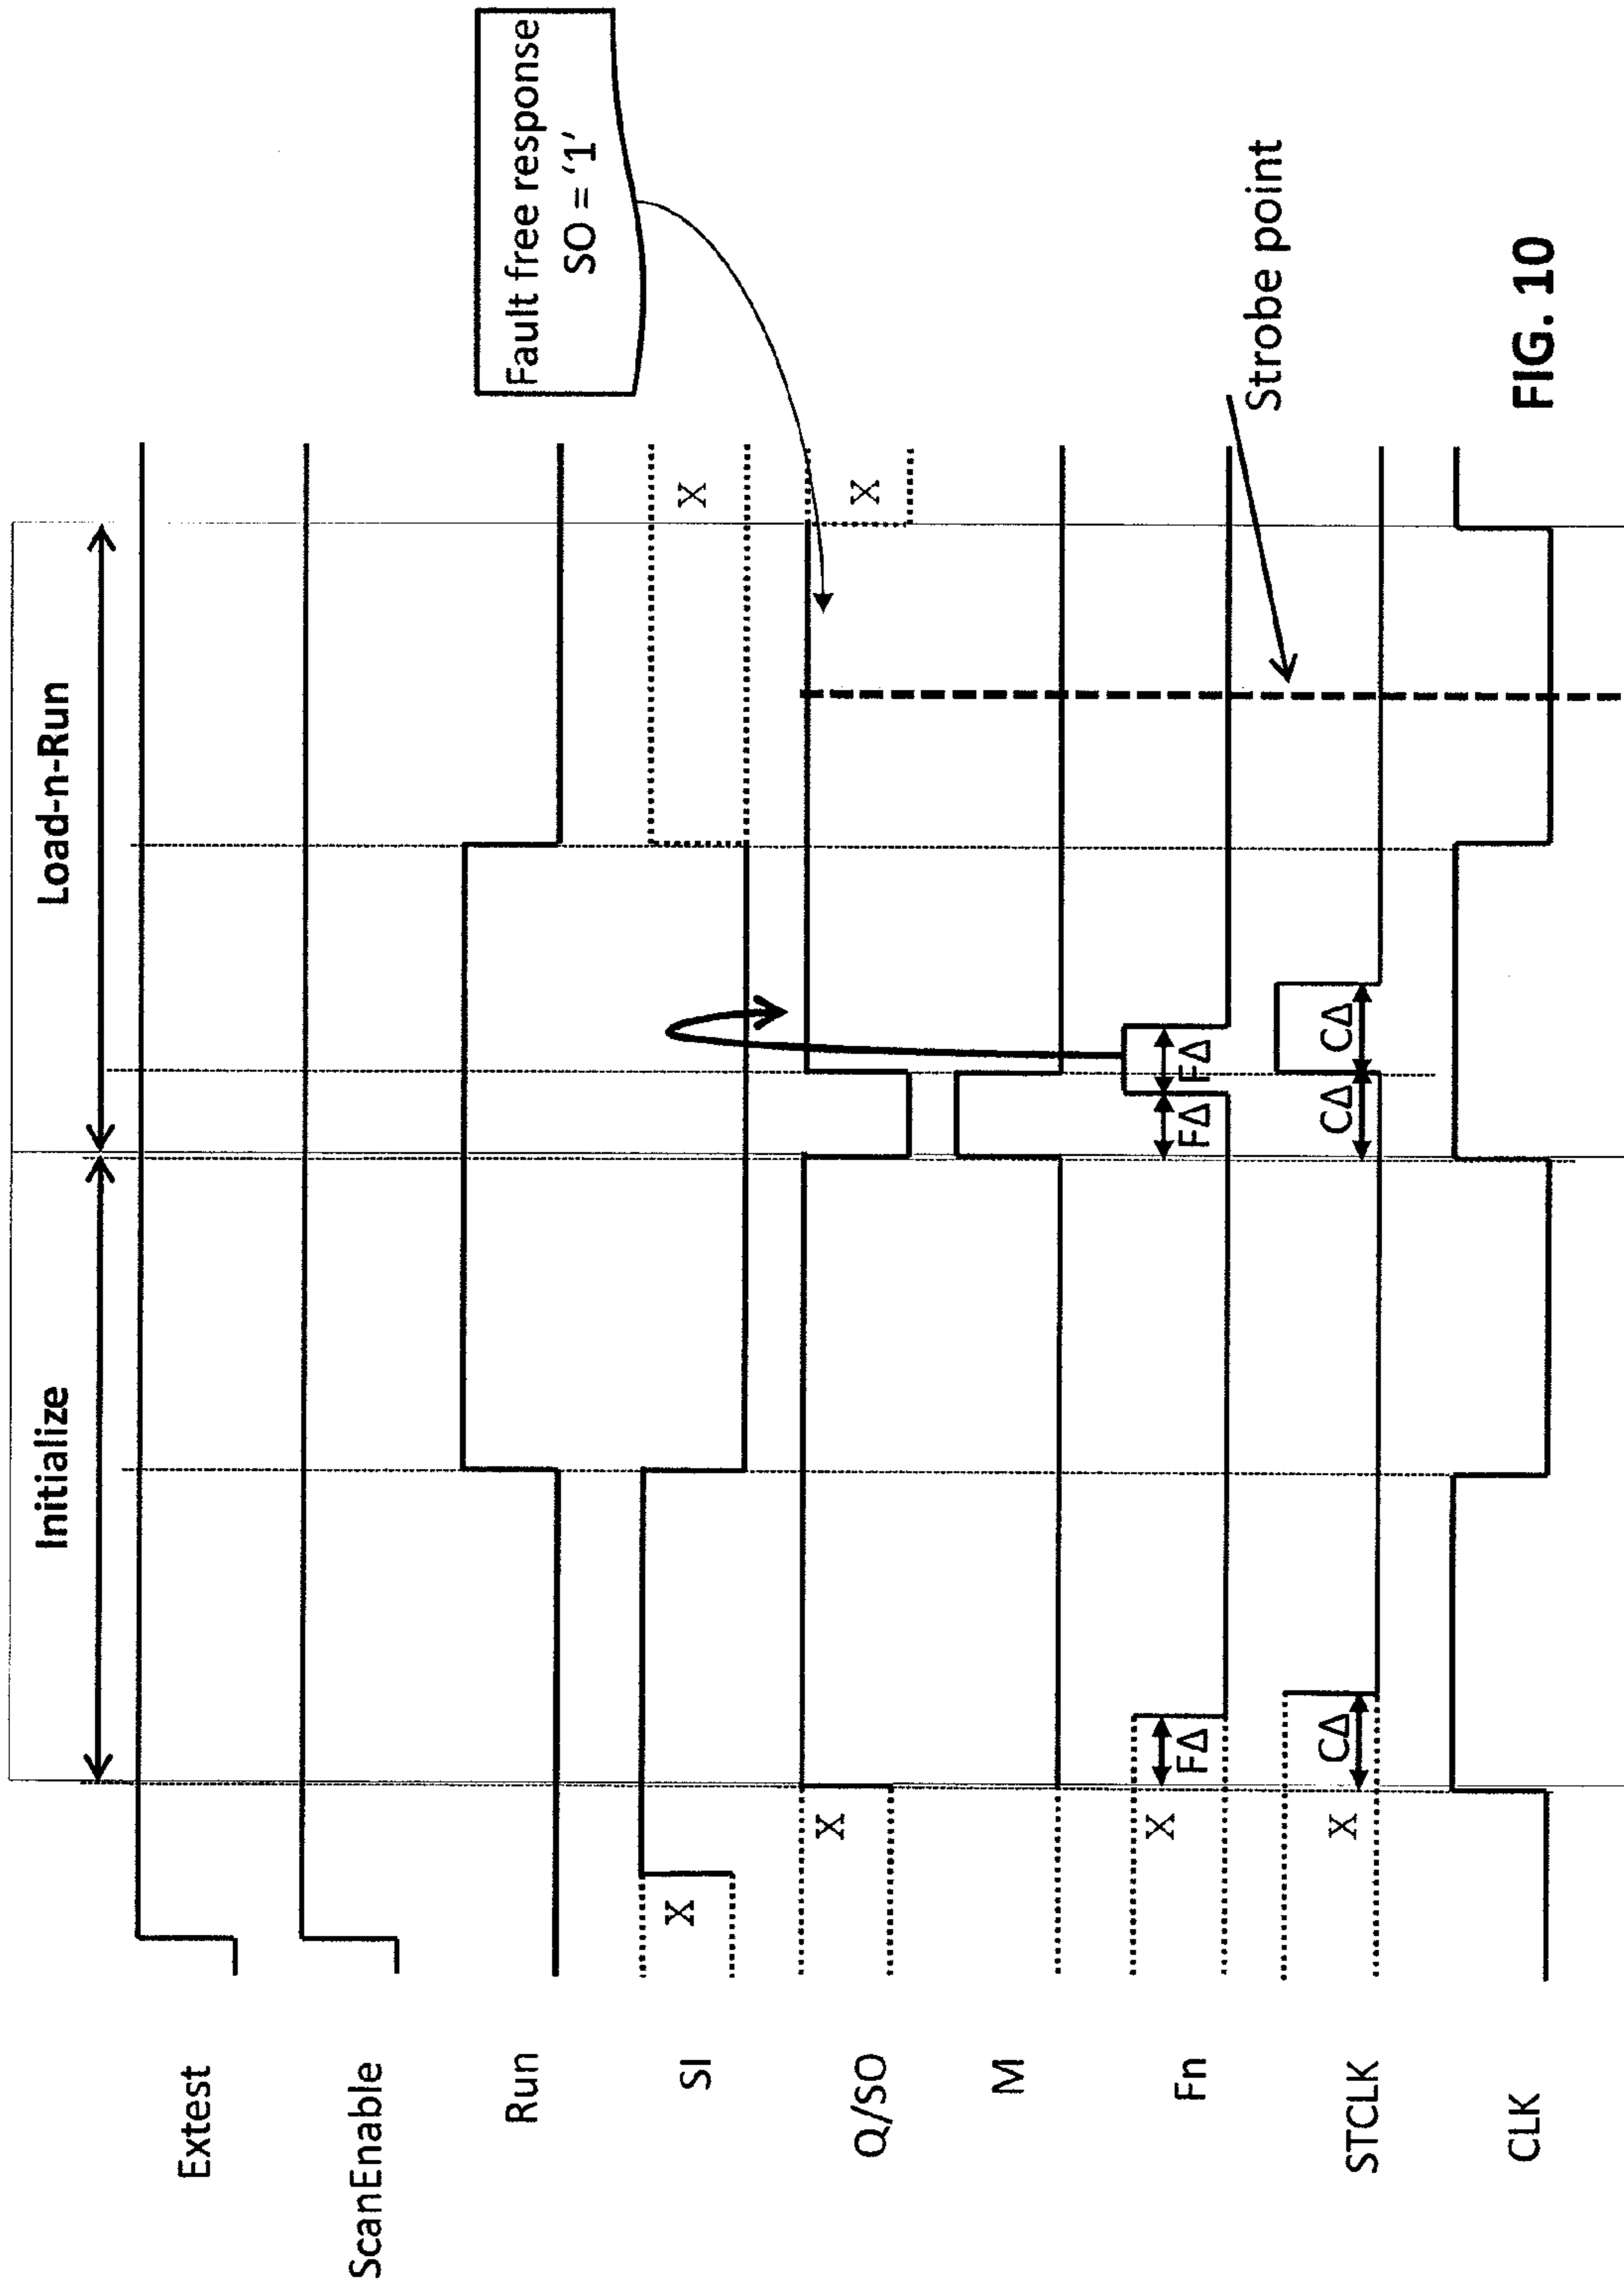 Initialize
Load-n-Run
Extest
ScanEnable
Run
SI
X
X
Q/SO
X
X
M
Fn
X
FΔ
FΔ
FΔ
STCLK
X
CΔ
CΔ
CΔ
CLK
Fault free response
SO = ‘1’
Strobe point
FIG. 10